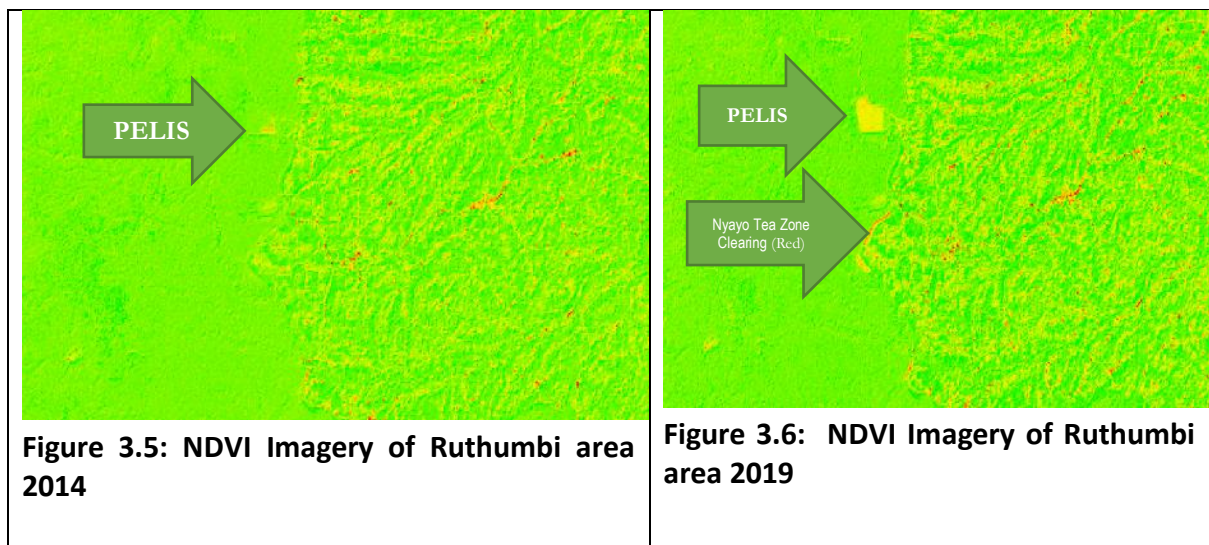 PELIS
Figure 3.5: NDVI Imagery of Ruthumbi area
2014
PELIS
Nyayo Tea Zone
Clearing (Red)
Figure 3.6: NDVI Imagery of Ruthumbi
area 2019